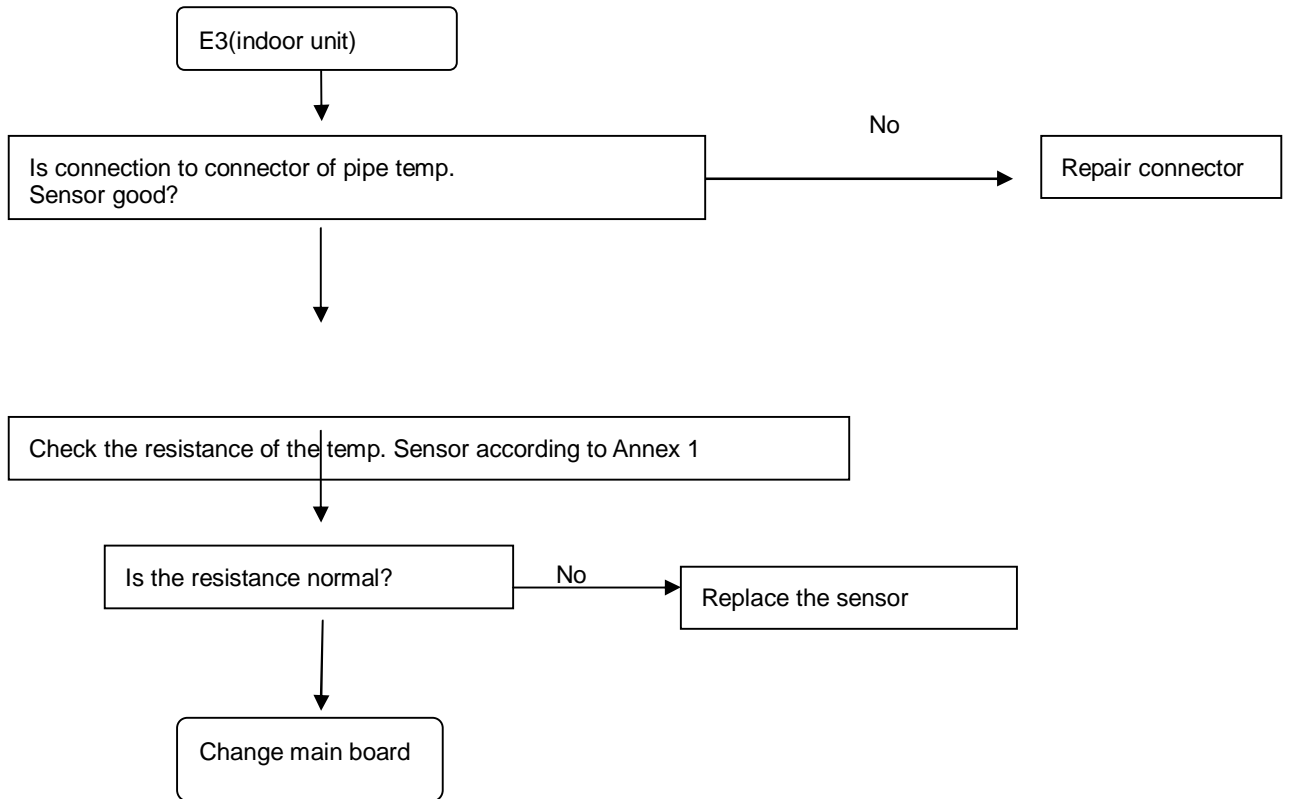 E3(indoor unit)
No
Is connection to connector of pipe temp.
Sensor good?
Repair connector
Check the resistance of the temp. Sensor according to Annex 1
Is the resistance normal?
No
Replace the sensor
Change main board